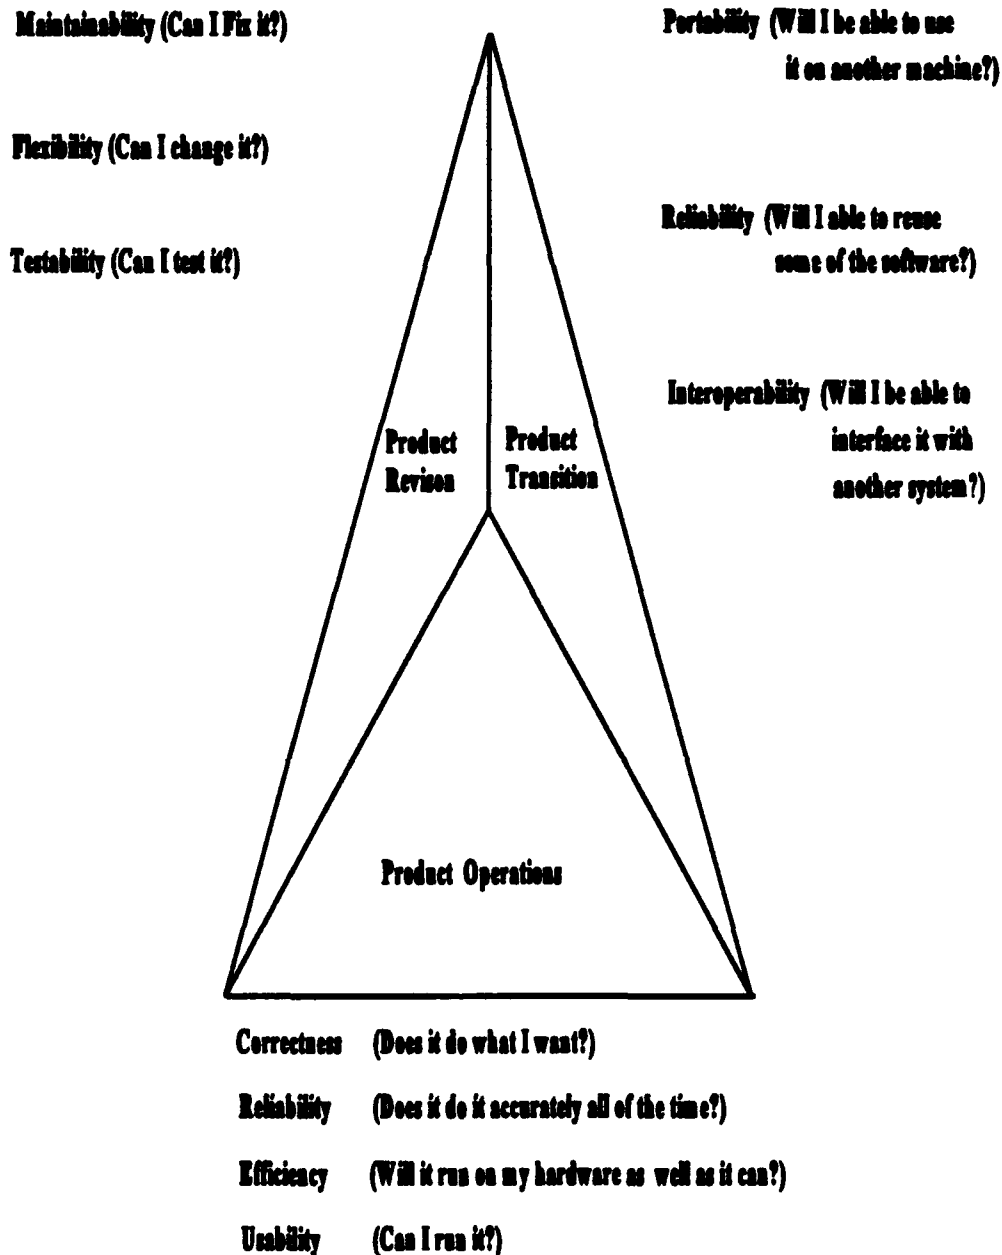 Maintainability (Can I Fix it?)
Flexibility (Can I change it?)
Testability (Can I test it?)
Portability (Will I be able to use
it on another machine?)
Reliability (Will I able to reuse
some of the software?)
Interoperability (Will I be able to
interface it with
another system?)
Product
Revison
Product
Transition
Product Operations
Correctness (Does it do what I want?)
Reliability (Does it do it accurately all of the time?)
Efficiency (Will it run on my hardware as well as it can?)
Usability (Can I run it?)